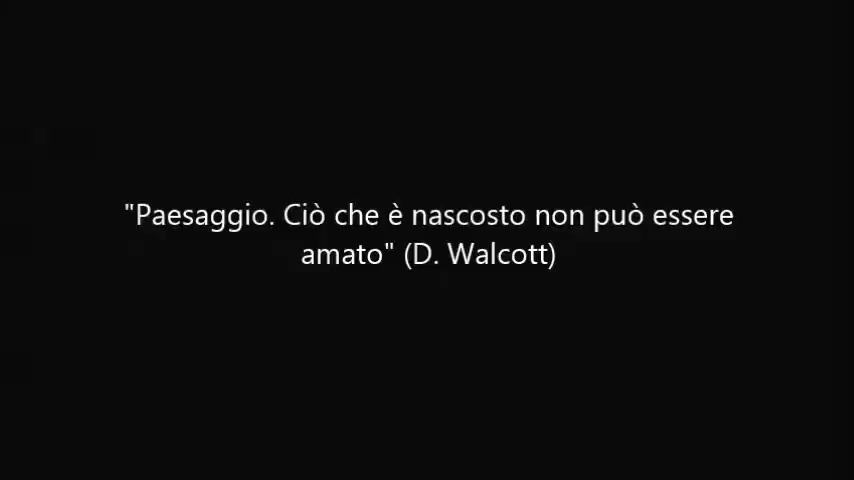 "Paesaggio. Ciò che è nascosto non può essere
amato" (D. Walcott)